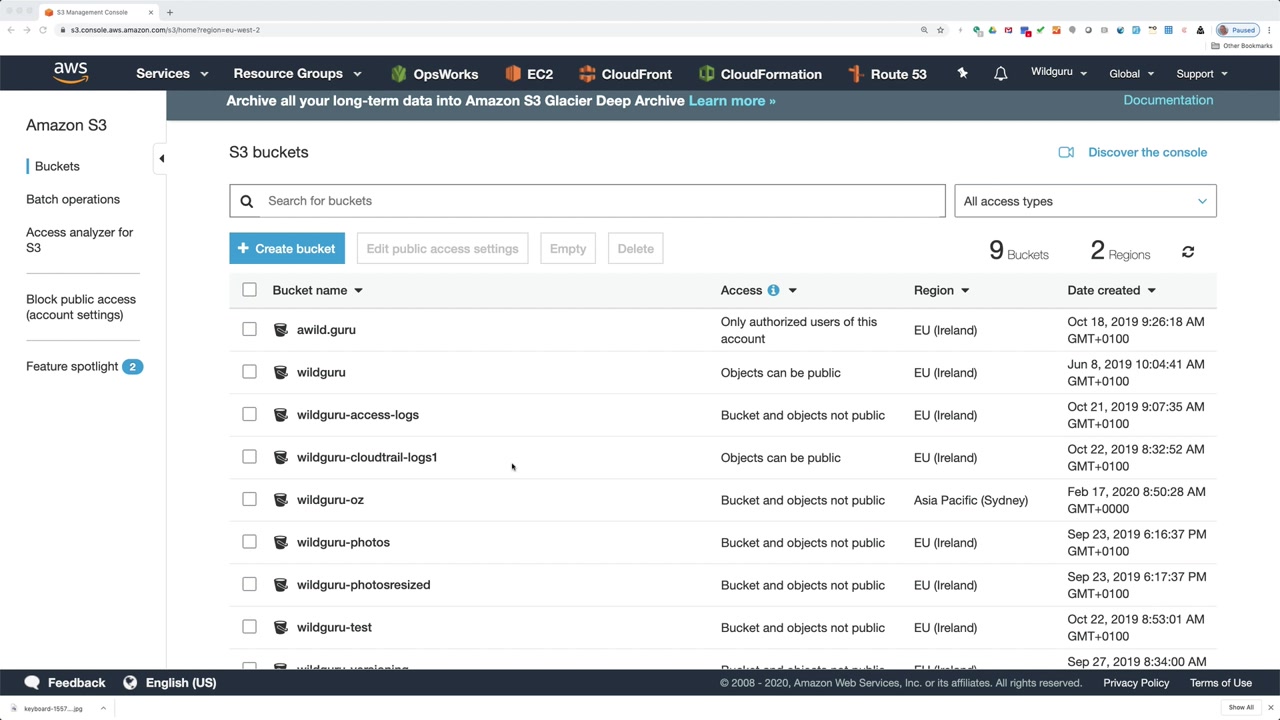 S3 Management Console
s3.console.aws.amazon.com/s3/home?region=eu-west-2
Paused
Other Bookmarks
aws
Services
Resource Groups
OpsWorks
EC2
CloudFront
CloudFormation
Route 53
Wildguru
Global
Support
Archive all your long-term data into Amazon S3 Glacier Deep Archive Learn more »
Documentation
Amazon S3
Buckets
Batch operations
Access analyzer for
S3
Block public access
(account settings)
Feature spotlight 2
S3 buckets
Discover the console
Search for buckets
All access types
+ Create bucket
Edit public access settings
Empty
Delete
9 Buckets
2 Regions
Bucket name
Access
Region
Date created
awild.guru
Only authorized users of this
account
EU (Ireland)
Oct 18, 2019 9:26:18 AM
GMT+0100
wildguru
Objects can be public
EU (Ireland)
Jun 8, 2019 10:04:41 AM
GMT+0100
wildguru-access-logs
Bucket and objects not public
EU (Ireland)
Oct 21, 2019 9:07:35 AM
GMT+0100
wildguru-cloudtrail-logs1
Objects can be public
EU (Ireland)
Oct 22, 2019 8:32:52 AM
GMT+0100
wildguru-oz
Bucket and objects not public
Asia Pacific (Sydney)
Feb 17, 2020 8:50:28 AM
GMT+0000
wildguru-photos
Bucket and objects not public
EU (Ireland)
Sep 23, 2019 6:16:37 PM
GMT+0100
wildguru-photosresized
Bucket and objects not public
EU (Ireland)
Sep 23, 2019 6:17:37 PM
GMT+0100
wildguru-test
Bucket and objects not public
EU (Ireland)
Oct 22, 2019 8:53:01 AM
GMT+0100
wildguru-versioning
Bucket and objects not public
EU (Ireland)
Sep 27, 2019 8:34:00 AM
Feedback
English (US)
© 2008 - 2020, Amazon Web Services, Inc. or its affiliates. All rights reserved.
Privacy Policy
Terms of Use
keyboard-1557....jpg
Show All